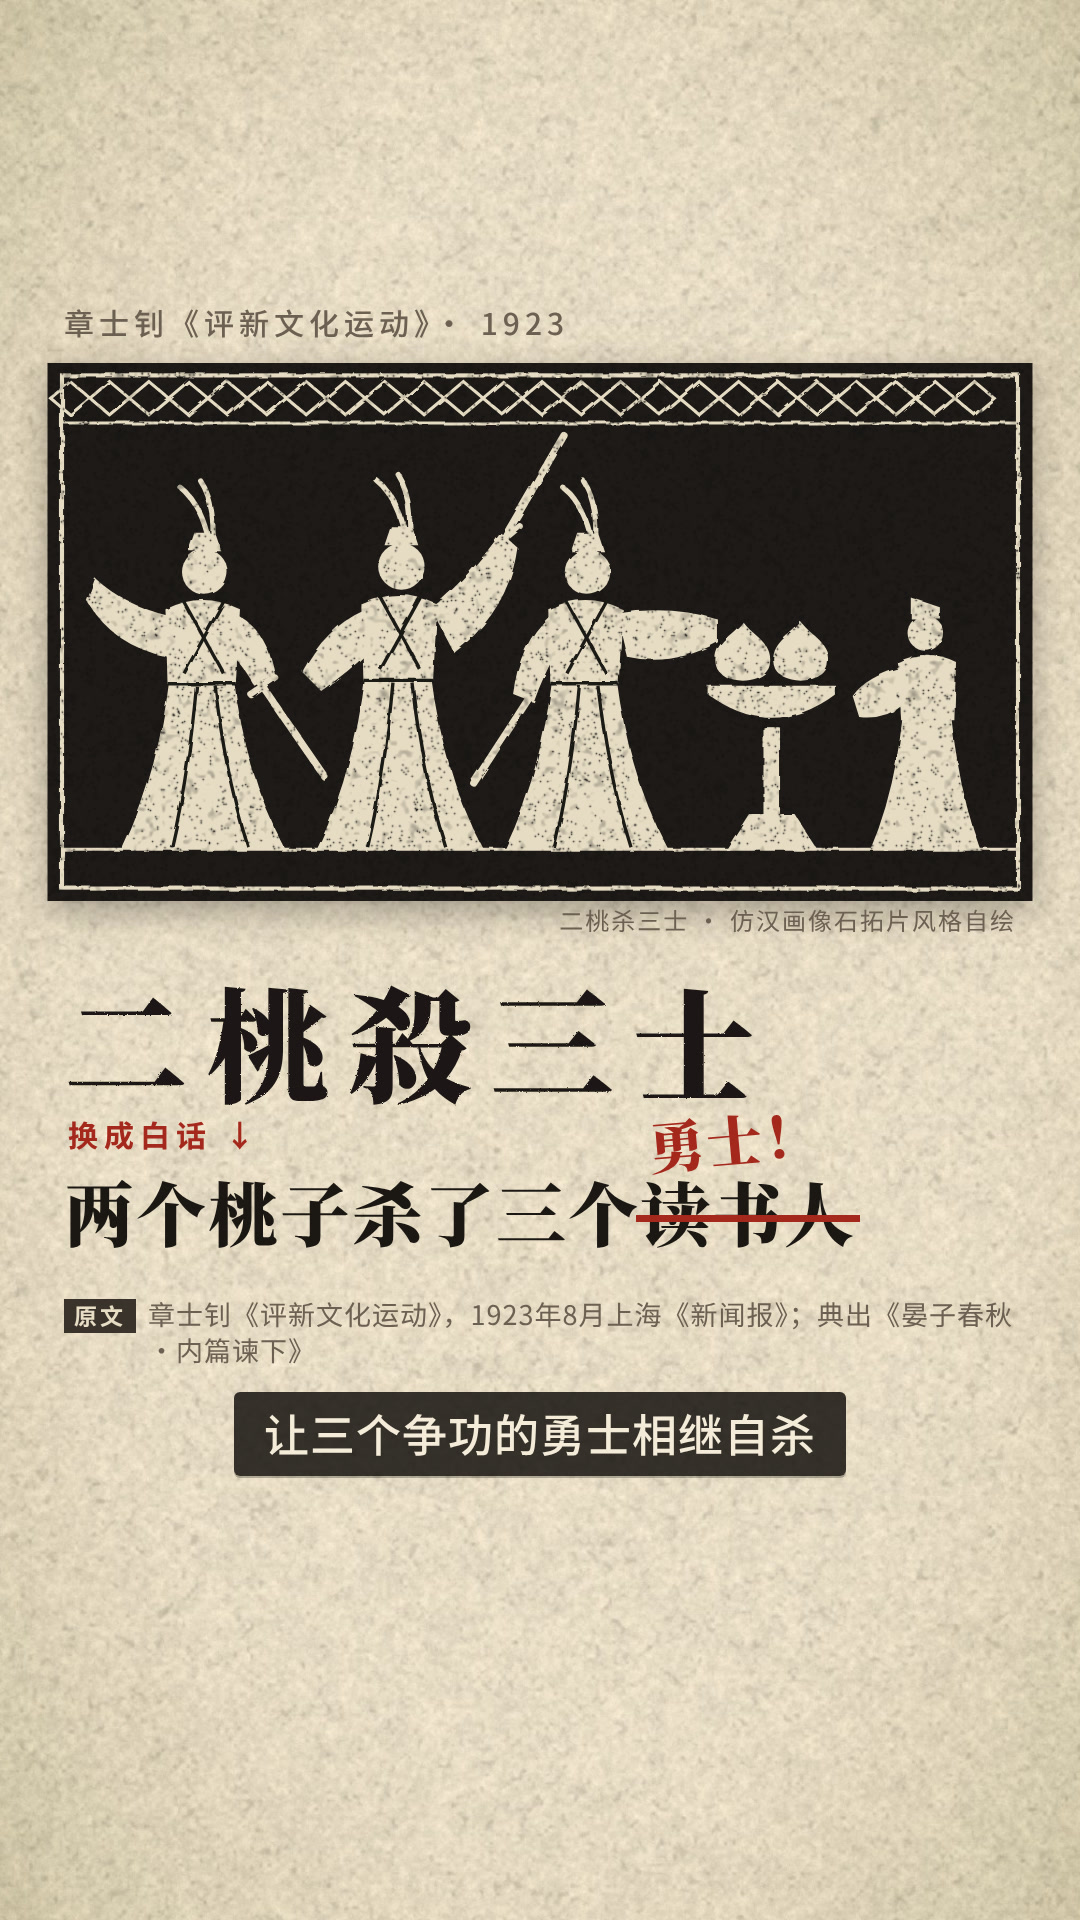 章士钊《评新文化运动》· 1923
二桃杀三士 · 仿汉画像石拓片风格自绘
二桃殺三士
换成白话 ↓
勇士!
两个桃子杀了三个读书人
原文 章士钊《评新文化运动》，1923年8月上海《新闻报》；典出《晏子春秋
·内篇谏下》
让三个争功的勇士相继自杀